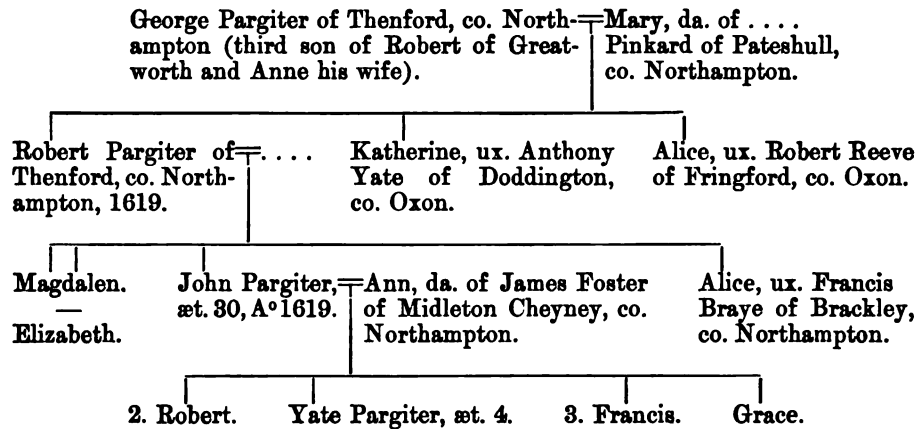 George Pargiter of Thenford, co. North-
ampton (third son of Robert of Great-
worth and Anne his wife).
Mary, da. of . . . .
Pinkard of Pateshull,
co. Northampton.
Robert Pargiter of
Thenford, co. North-
ampton, 1619.
. . . .
Katherine, ux. Anthony
Yate of Doddington,
co. Oxon.
Alice, ux. Robert Reeve
of Fringford, co. Oxon.
Magdalen.
—
Elizabeth.
John Pargiter,
æt. 30, Aº 1619.
Ann, da. of James Foster
of Midleton Cheyney, co.
Northampton.
Alice, ux. Francis
Braye of Brackley,
co. Northampton.
2. Robert.
Yate Pargiter, æt. 4.
3. Francis.
Grace.